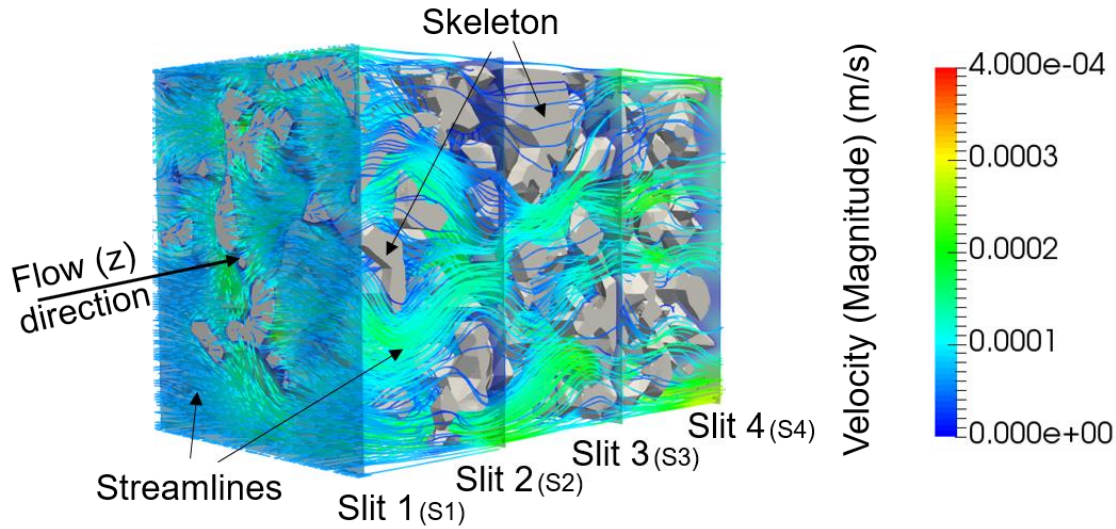 Skeleton
Flow (z)
direction
Streamlines
Slit 1 (S1)
Slit 2 (S2)
Slit 3 (S3)
Slit 4 (S4)
Velocity (Magnitude) (m/s)
4.000e-04
0.0003
0.0002
0.0001
0.000e+00